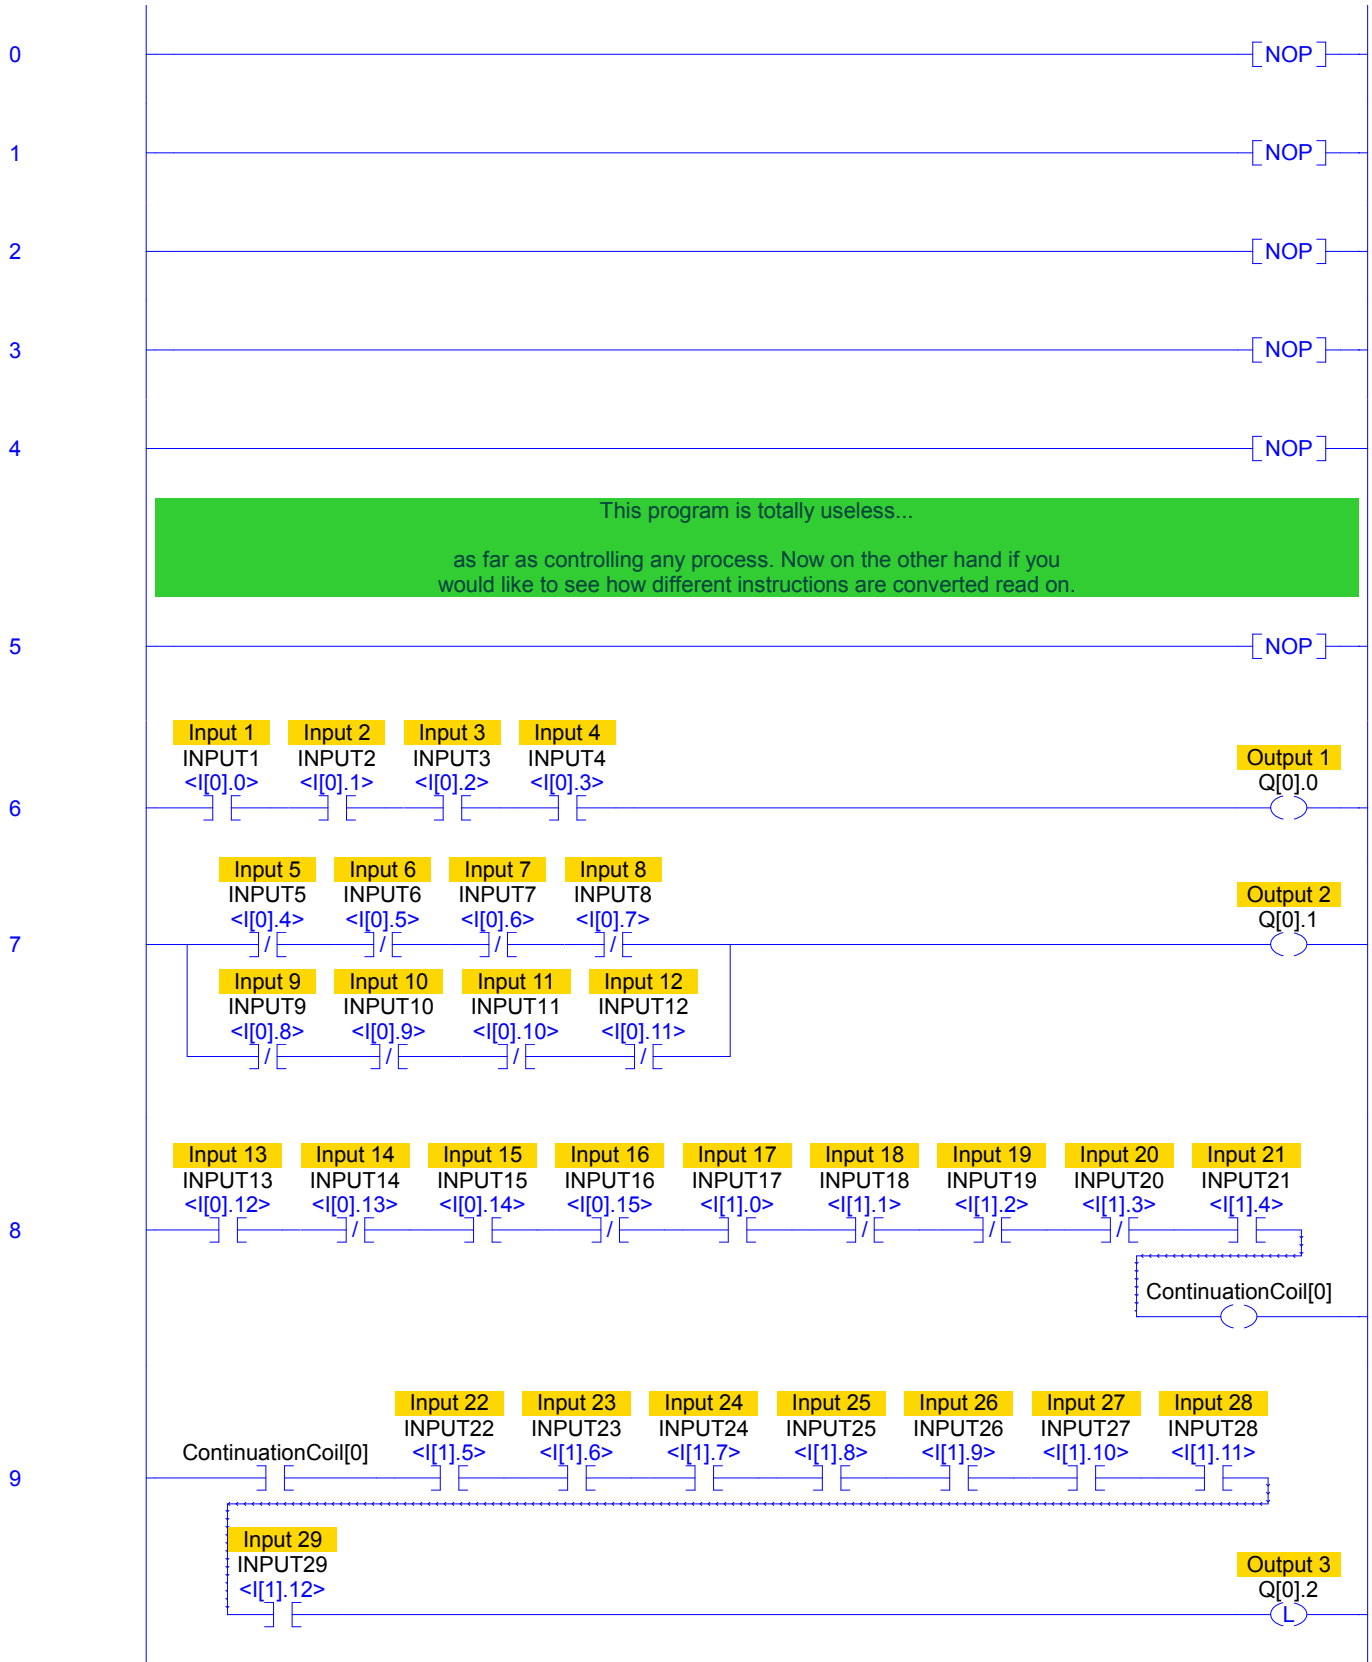 0
NOP
1
NOP
2
NOP
3
NOP
4
NOP
This program is totally useless...
as far as controlling any process. Now on the other hand if you
would like to see how different instructions are converted read on.
5
NOP
Input 1 Input 2 Input 3 Input 4
INPUT1 INPUT2 INPUT3 INPUT4 Output 1
<I[0].0> <I[0].1> <I[0].2> <I[0].3> Q[0].0
6
Input 5 Input 6 Input 7 Input 8
INPUT5 INPUT6 INPUT7 INPUT8 Output 2
<I[0].4> <I[0].5> <I[0].6> <I[0].7> Q[0].1
7 / / / /
Input 9 Input 10 Input 11 Input 12
INPUT9 INPUT10 INPUT11 INPUT12
<I[0].8> <I[0].9> <I[0].10> <I[0].11>
/ / / /
Input 13 Input 14 Input 15 Input 16 Input 17 Input 18 Input 19 Input 20 Input 21
INPUT13 INPUT14 INPUT15 INPUT16 INPUT17 INPUT18 INPUT19 INPUT20 INPUT21
<I[0].12> <I[0].13> <I[0].14> <I[0].15> <I[1].0> <I[1].1> <I[1].2> <I[1].3> <I[1].4>
8 / / / / /
ContinuationCoil[0]
Input 22 Input 23 Input 24 Input 25 Input 26 Input 27 Input 28
INPUT22 INPUT23 INPUT24 INPUT25 INPUT26 INPUT27 INPUT28
ContinuationCoil[0] <I[1].5> <I[1].6> <I[1].7> <I[1].8> <I[1].9> <I[1].10> <I[1].11>
9
Input 29
INPUT29 Output 3
<I[1].12> Q[0].2
L